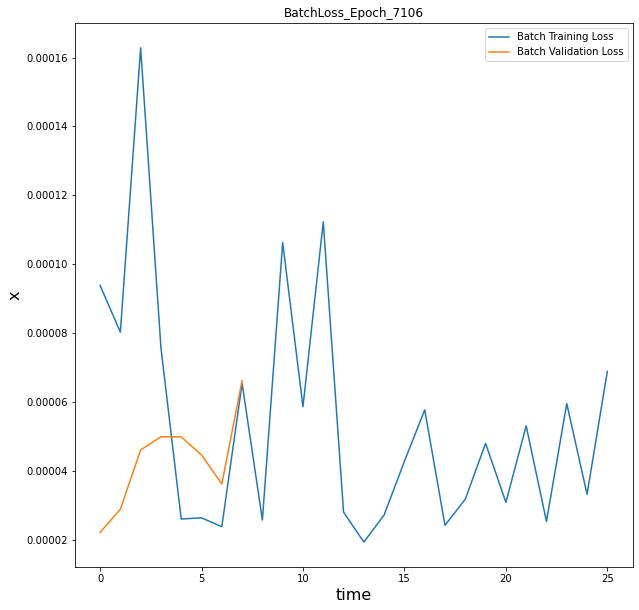 BatchLoss_Epoch_7106
Batch Training Loss
Batch Validation Loss
0.00016
0.00014
0.00012
0.00010
0.00008
0.00006
0.00004
0.00002
x
0 5 10 15 20 25
time